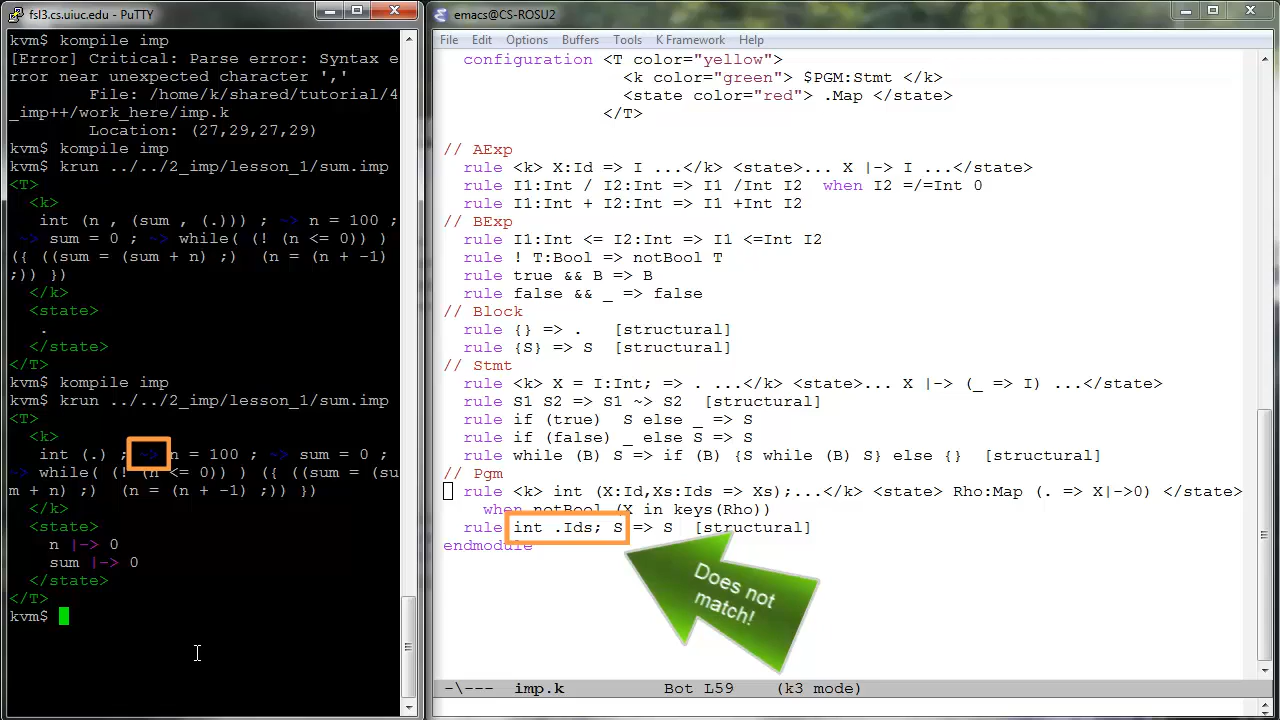 fsl3.cs.uiuc.edu - PuTTY
kvm$ kompile imp
[Error] Critical: Parse error: Syntax e
rror near unexpected character ','
File: /home/k/shared/tutorial/4
_imp++/work_here/imp.k
Location: (27,29,27,29)
kvm$ kompile imp
kvm$ krun ../../2_imp/lesson_1/sum.imp
<T>
<k>
int (n , (sum , (.))) ; ~> n = 100 ;
~> sum = 0 ; ~> while( (! (n <= 0)) )
({ ((sum = (sum + n) ;)  (n = (n + -1)
;)) })
</k>
<state>
.
</state>
</T>
kvm$ kompile imp
kvm$ krun ../../2_imp/lesson_1/sum.imp
<T>
<k>
int (.) ; ~> n = 100 ; ~> sum = 0 ;
~> while( (! (n <= 0)) ) ({ ((sum = (su
m + n) ;)  (n = (n + -1) ;)) })
</k>
<state>
n |-> 0
sum |-> 0
</state>
</T>
kvm$
emacs@CS-ROSU2
File Edit Options Buffers Tools K Framework Help
configuration <T color="yellow">
<k color="green"> $PGM:Stmt </k>
<state color="red"> .Map </state>
</T>
// AExp
rule <k> X:Id => I ...</k> <state>... X |-> I ...</state>
rule I1:Int / I2:Int => I1 /Int I2  when I2 =/=Int 0
rule I1:Int + I2:Int => I1 +Int I2
// BExp
rule I1:Int <= I2:Int => I1 <=Int I2
rule ! T:Bool => notBool T
rule true && B => B
rule false && _ => false
// Block
rule {} => .   [structural]
rule {S} => S  [structural]
// Stmt
rule <k> X = I:Int; => . ...</k> <state>... X |-> (_ => I) ...</state>
rule S1 S2 => S1 ~> S2  [structural]
rule if (true)  S else _ => S
rule if (false) _ else S => S
rule while (B) S => if (B) {S while (B) S} else {}  [structural]
// Pgm
rule <k> int (X:Id,Xs:Ids => Xs);...</k> <state> Rho:Map (. => X|->0) </state>
when notBool (X in keys(Rho))
rule int .Ids; S => S  [structural]
endmodule
Does not
match!
-\--- imp.k Bot L59 (k3 mode)